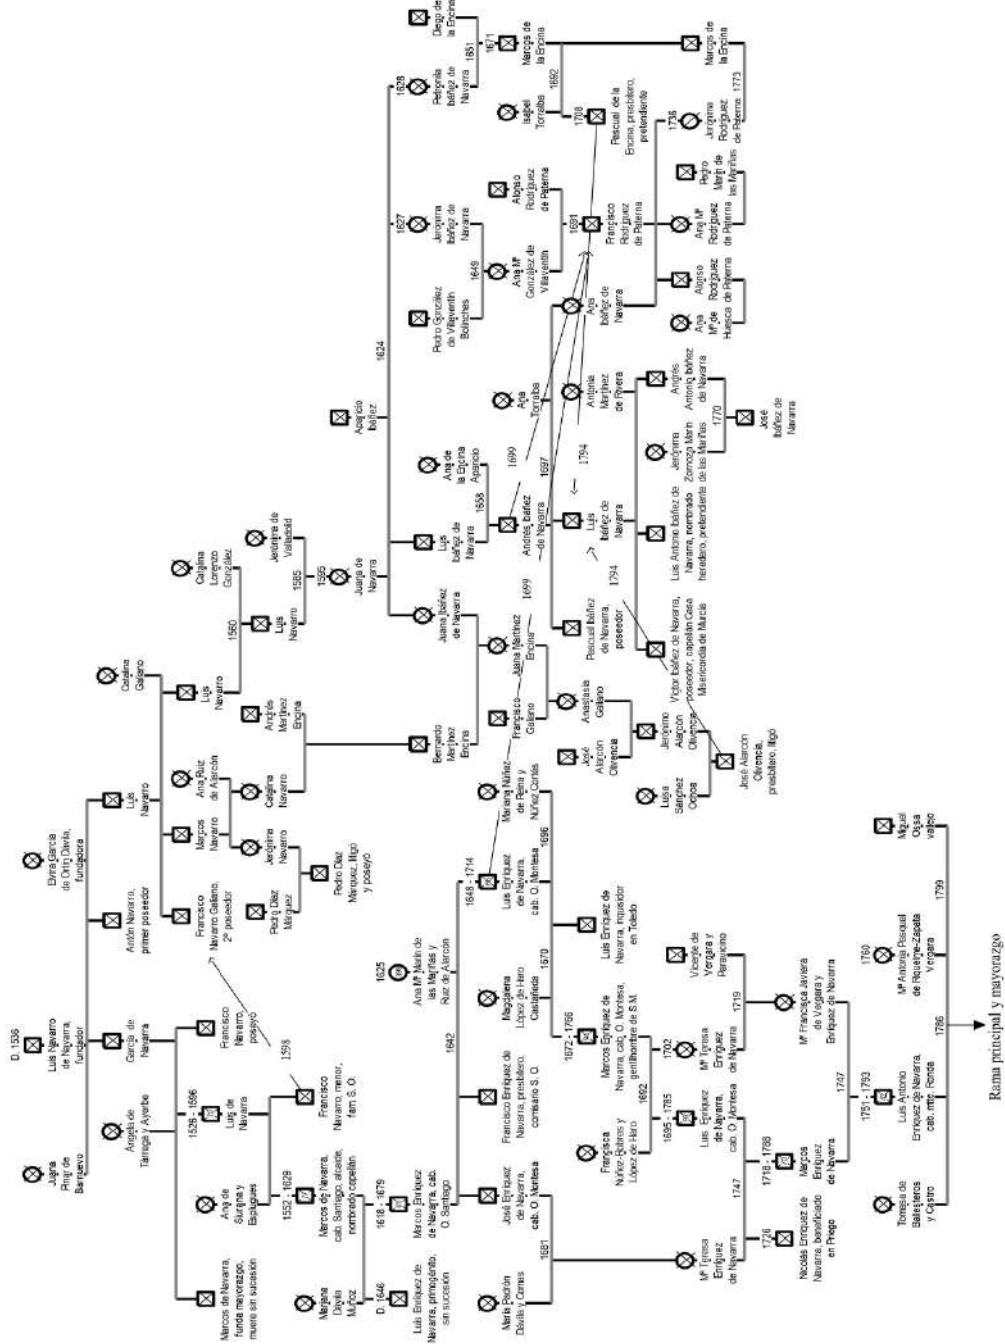 D. 1536
Luis Navarro
de Navarra,
fundador
Elvira García
de Ortín Dávila,
fundadora
Juana
Pinar de
Barnuevo
Angela de
Tárraga y Ayerbe
García de
Navarra
Antón Navarro,
primer poseedor
Luis
Navarro
Catalina
Galiano
Marcos de Navarra,
funda mayorazgo,
muere sin sucesión
Ana de
Siurana y
Esplugues
1526 - 1596
Luis de
Navarra
Francisco
Navarro,
poseyó
Francisco
Navarro Galiano,
2º poseedor
Marcos
Navarro
Ana Ruiz
de Alarcón
Luis
Navarro
Catalina
Lorenzo
González
1560
1598
Pedro Díaz
Márquez
Jerónima
Navarro
Catalina
Navarro
Andrés
Martínez
Encina
Luis
Navarro
Jerónima de
Valladolid
1585
Mariana
Dávila
Muñoz
1552 - 1629
Marcos de Navarra,
cab. Santiago, alcaide,
nombrado capellán
Francisco
Navarro, menor,
fam. S. O.
Pedro Díaz
Márquez, litigó
y poseyó
1595
Juana de
Navarra
Aparicio
Ibáñez
1624
D. 1646
Luis Enríquez de
Navarra, primogénito,
sin sucesión
1618 - 1679
Marcos Enríquez
de Navarra, cab.
O. Santiago
1625
Ana Mª Marín de
las Mariñas y
Ruiz de Alarcón
1642
Bernardo
Martínez
Encina
Juana Ibáñez
de Navarra
Luis
Ibáñez de
Navarra
Ana de
la Encina
Aparicio
1658
Pedro González
de Villaventín
Bolinches
1627
Jerónima
Ibáñez de
Navarra
1649
1628
Petronila
Ibáñez de
Navarra
Diego de
la Encina
1651
María Pedrón
Dávila y Comas
José Enríquez
de Navarra,
cab. O. Montesa
1681
Francisco Enríquez de
Navarra, presbítero,
comisario S. O.
Magdalena
López de Haro
Castañeda
1648 - 1714
Luis Enríquez
de Navarra,
cab. O. Montesa
1670
Mariana Núñez
de Reina y
Núñez Cortés
1696
Francisco
Galiano
Juana Martínez
Encina
1699
Andrés Ibáñez
de Navarra
1699
Ana
Torralba
1697
Ana Mª
González de
Villaventín
Alonso
Rodríguez
de Paterna
1691
Isabel
Torralba
1671
Marcos de
la Encina
1692
Francisca
Núñez-Robres y
López de Haro
1672 - 1766
Marcos Enríquez de
Navarra, cab. O. Montesa,
gentilhombre de S.M.
1692
Luis Enríquez de
Navarra, inquisidor
en Toledo
José
Alarcón
Olivencia
Anastasia
Galiano
Pascual Ibáñez
de Navarra,
poseedor
Luis
Ibáñez de
Navarra
Antonia
Martínez
de Rivera
1794
Ana
Ibáñez de
Navarra
Francisco
Rodríguez
de Paterna
1708
Pascual de la
Encina, presbítero,
pretendiente
Mª Teresa
Enríquez
de Navarra
1695 - 1785
Luis Enríquez
de Navarra,
cab. O. Montesa
1747
1702
Mª Teresa
Enríquez
de Navarra
Vicente de
Vergara y
Paravicino
1719
Luisa
Sánchez
Ochoa
Jerónimo
Alarcón
Olivencia
1794
Víctor Ibáñez de Navarra,
poseedor, capellán Casa
Misericordia de Murcia
Luis Antonio Ibáñez de
Navarra, nombrado
heredero, pretendiente
Jerónima
Zornoza Marín
de las Mariñas
Andrés
Antonio Ibáñez
de Navarra
1770
Ana
Mª de
Huesca
Alonso
Rodríguez
de Paterna
Ana Mª
Rodríguez
de Paterna
Pedro
Marín de
las Mariñas
1736
Jerónima
Rodríguez
de Paterna
Marcos de
la Encina
1773
1726
Nicolás Enríquez de
Navarra, beneficiado
en Priego
1718 - 1788
Marcos
Enríquez
de Navarra
Mª Francisca Javiera
de Vergara y
Enríquez de Navarra
1747
José Alarcón
Olivencia,
presbítero, litigó
José
Ibáñez de
Navarra
Tomasa de
Ballesteros
y Castro
1751 - 1793
Luis Antonio
Enríquez de Navarra,
cab. mtte. Ronda
1786
1760
Mª Antonia Pasqual
de Riquelme-Zapata
Vergara
1799
Miguel
Ossa
Vallejo
Rama principal y mayorazgo